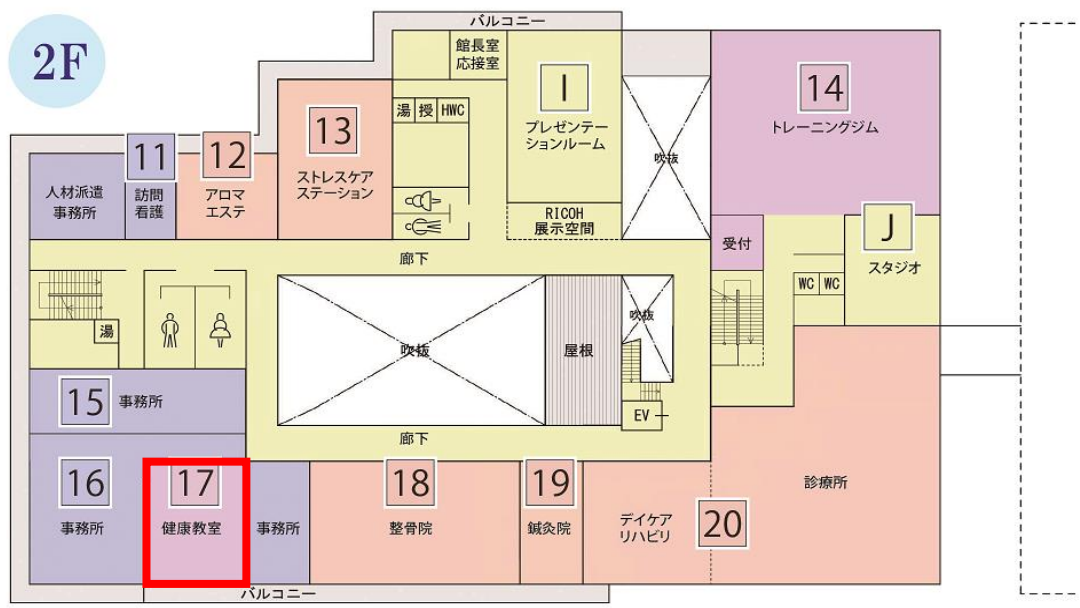 バルコニー
2F
館長室
応接室
I
プレゼンテー
ションルーム
14
トレーニングジム
湯 授 HWC
13
ストレスケア
ステーション
吹抜
11
12
人材派遣
事務所
訪問
看護
アロマ
エステ
RICOH
展示空間
受付
J
スタジオ
廊下
WC WC
湯
吹抜
屋根
吹抜
15 事務所
EV
廊下
16
事務所
17
健康教室
事務所
18
整骨院
19
鍼灸院
デイケア
リハビリ
20
診療所
バルコニー